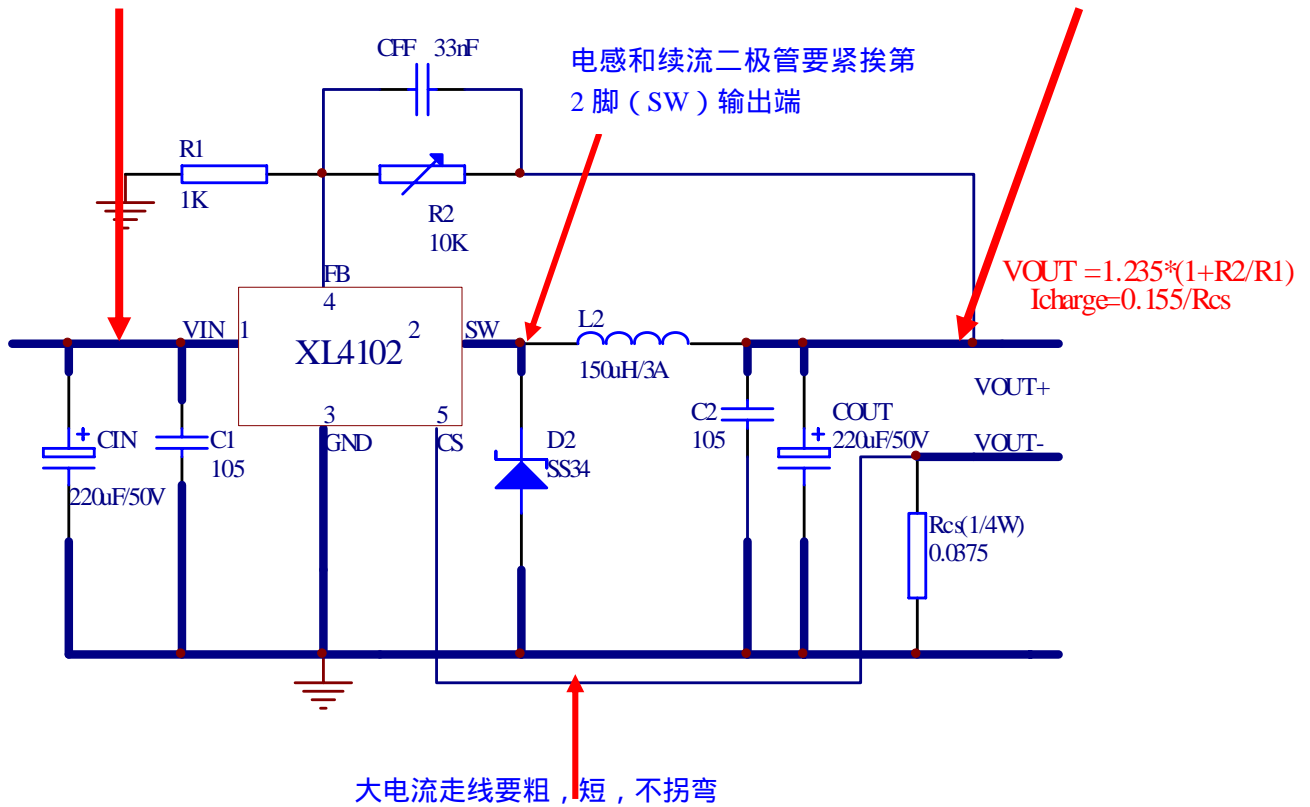 CFF 33nF
电感和续流二极管要紧挨第
2 脚（SW）输出端
R1
1K
R2
10K
FB
4
VOUT =1.235*(1+R2/R1)
Icharge=0.155/Rcs
VIN 1
2 SW
XL4102
L2
150uH/3A
VOUT+
3
GND
5
CS
CIN
+
220uF/50V
C1
105
D2
SS34
C2
105
COUT
+
220uF/50V
VOUT-
Rcs(1/4W)
0.0375
大电流走线要粗，短，不拐弯